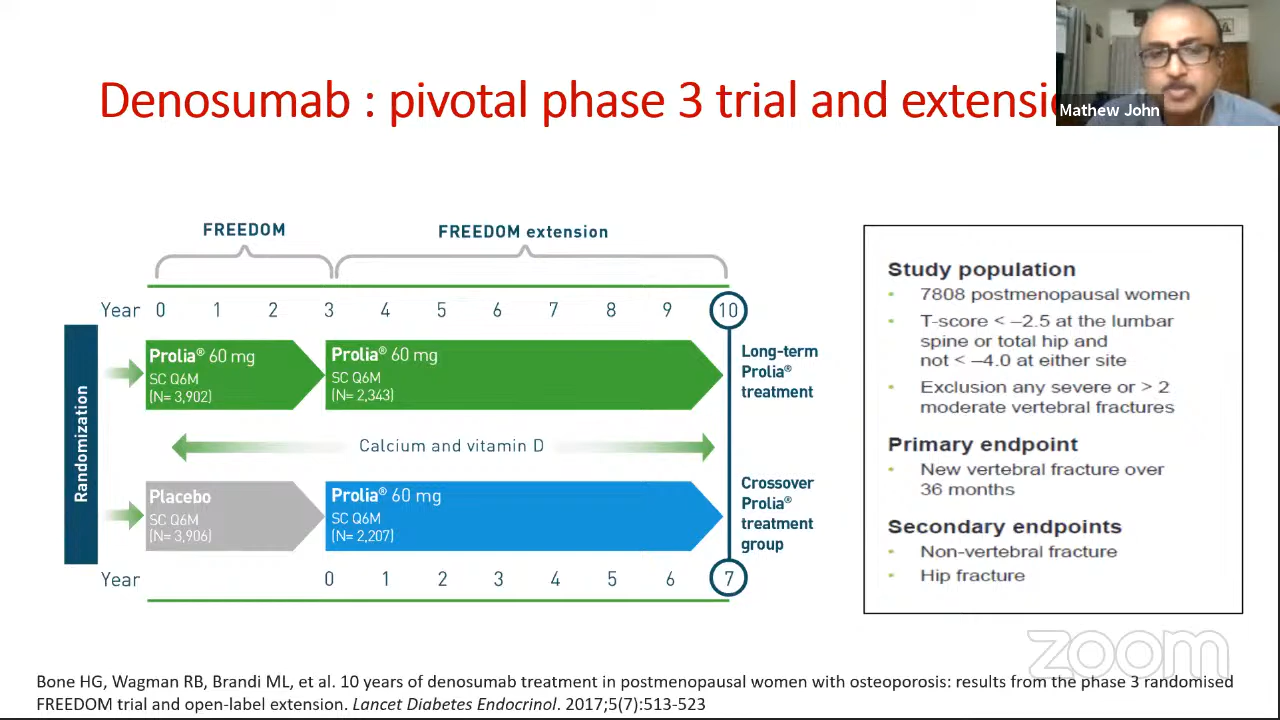 Denosumab : pivotal phase 3 trial and extensi
Mathew John
FREEDOM
FREEDOM extension
Year 0 1 2 3 4 5 6 7 8 9 10
Randomization
Prolia® 60 mg
SC Q6M
(N= 3,902)
Prolia® 60 mg
SC Q6M
(N= 2,343)
Long-term
Prolia®
treatment
Calcium and vitamin D
Placebo
SC Q6M
(N= 3,906)
Prolia® 60 mg
SC Q6M
(N= 2,207)
Crossover
Prolia®
treatment
group
Year 0 1 2 3 4 5 6 7
Study population
• 7808 postmenopausal women
• T-score < –2.5 at the lumbar
spine or total hip and
not < –4.0 at either site
• Exclusion any severe or > 2
moderate vertebral fractures
Primary endpoint
• New vertebral fracture over
36 months
Secondary endpoints
• Non-vertebral fracture
• Hip fracture
zoom
Bone HG, Wagman RB, Brandi ML, et al. 10 years of denosumab treatment in postmenopausal women with osteoporosis: results from the phase 3 randomised
FREEDOM trial and open-label extension. Lancet Diabetes Endocrinol. 2017;5(7):513-523